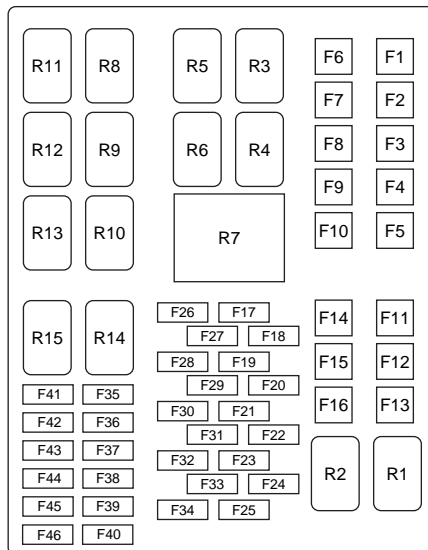 R11 R8 R5 R3 F6 F1
F7 F2
R12 R9 R6 R4 F8 F3
F9 F4
R13 R10 R7 F10 F5
F26 F17
F14 F11
F27 F18
R15 R14 F28 F19 F15 F12
F29 F20
F41 F35
F30 F21 F16 F13
F42 F36
F31 F22
F43 F37
F32 F23
R2 R1
F44 F38
F33 F24
F45 F39
F34 F25
F46 F40